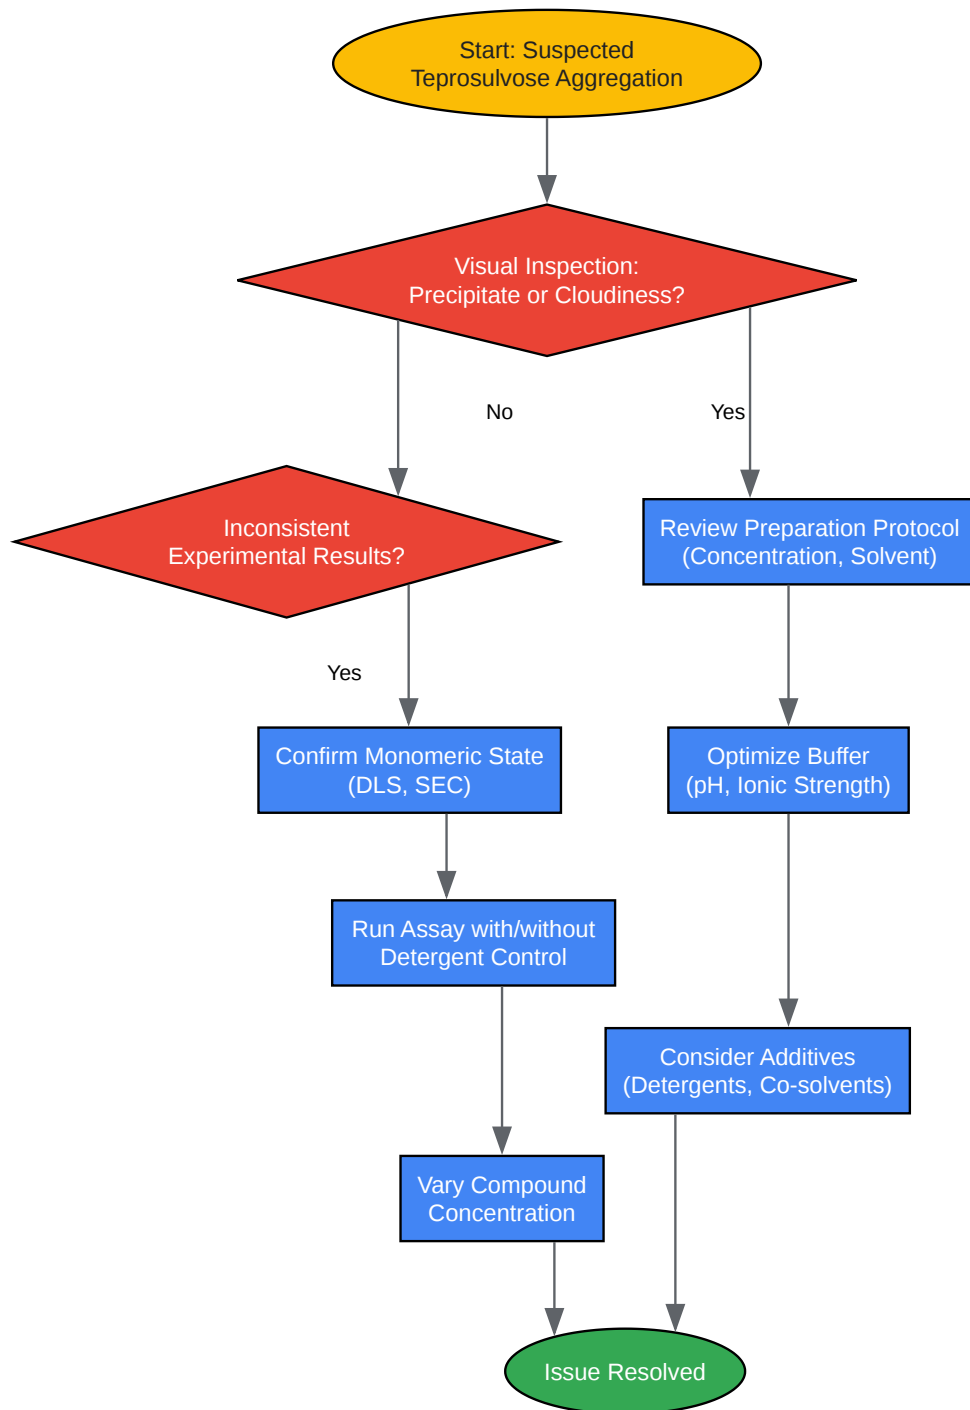 Start: Suspected
Teprosulvose Aggregation
Visual Inspection:
Precipitate or Cloudiness?
No
Yes
Inconsistent
Experimental Results?
Review Preparation Protocol
(Concentration, Solvent)
Yes
Confirm Monomeric State
(DLS, SEC)
Optimize Buffer
(pH, Ionic Strength)
Run Assay with/without
Detergent Control
Consider Additives
(Detergents, Co-solvents)
Vary Compound
Concentration
Issue Resolved